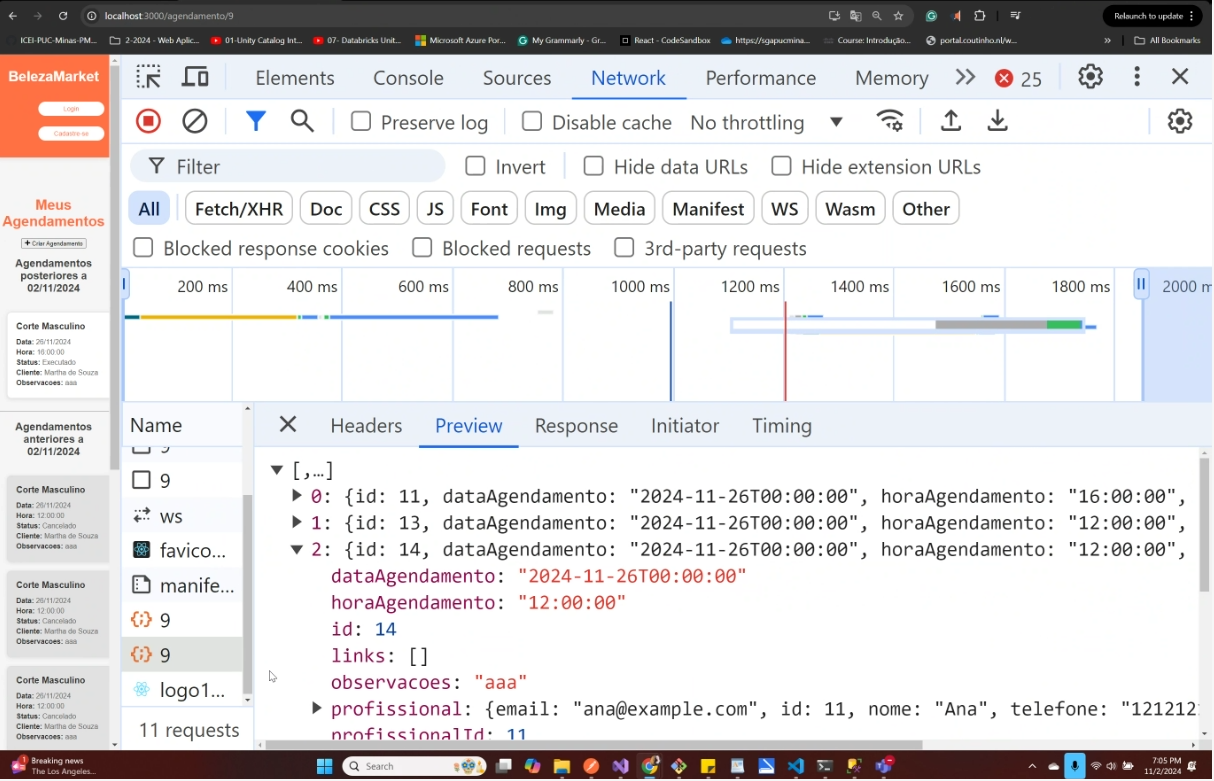 localhost:3000/agendamento/9
Relaunch to update
ICEI-PUC-Minas-PM...
2-2024 - Web Aplic...
01-Unity Catalog Int...
07- Databricks Unit...
Microsoft Azure Por...
My Grammarly - Gr...
React - CodeSandbox
https://sgapucmina...
Course: Introdução...
portal.coutinho.nl/w...
»
All Bookmarks
BelezaMarket
Login
Cadastre-se
Meus
Agendamentos
+ Criar Agendamento
Agendamentos
posteriores a
02/11/2024
Corte Masculino
Data: 26/11/2024
Hora: 16:00:00
Status: Executado
Cliente: Martha de Souza
Observacoes: aaa
Agendamentos
anteriores a
02/11/2024
Corte Masculino
Data: 26/11/2024
Hora: 12:00:00
Status: Cancelado
Cliente: Martha de Souza
Observacoes: aaa
Corte Masculino
Data: 26/11/2024
Hora: 12:00:00
Status: Cancelado
Cliente: Martha de Souza
Observacoes: aaa
Corte Masculino
Data: 26/11/2024
Hora: 12:00:00
Status: Cancelado
Cliente: Martha de Souza
Observacoes: aaa
Elements Console Sources Network Performance Memory » 25
Preserve log Disable cache No throttling
Filter Invert Hide data URLs Hide extension URLs
All Fetch/XHR Doc CSS JS Font Img Media Manifest WS Wasm Other
Blocked response cookies Blocked requests 3rd-party requests
200 ms 400 ms 600 ms 800 ms 1000 ms 1200 ms 1400 ms 1600 ms 1800 ms 2000 m
Name
9
9
ws
favico...
manife...
9
9
logo1...
11 requests
Headers Preview Response Initiator Timing
[,…]
0: {id: 11, dataAgendamento: "2024-11-26T00:00:00", horaAgendamento: "16:00:00",
1: {id: 13, dataAgendamento: "2024-11-26T00:00:00", horaAgendamento: "12:00:00",
2: {id: 14, dataAgendamento: "2024-11-26T00:00:00", horaAgendamento: "12:00:00",
dataAgendamento: "2024-11-26T00:00:00"
horaAgendamento: "12:00:00"
id: 14
links: []
observacoes: "aaa"
profissional: {email: "ana@example.com", id: 11, nome: "Ana", telefone: "121212
profissionalId: 11
Breaking news
The Los Angeles...
Search
7:05 PM
11/2/2024